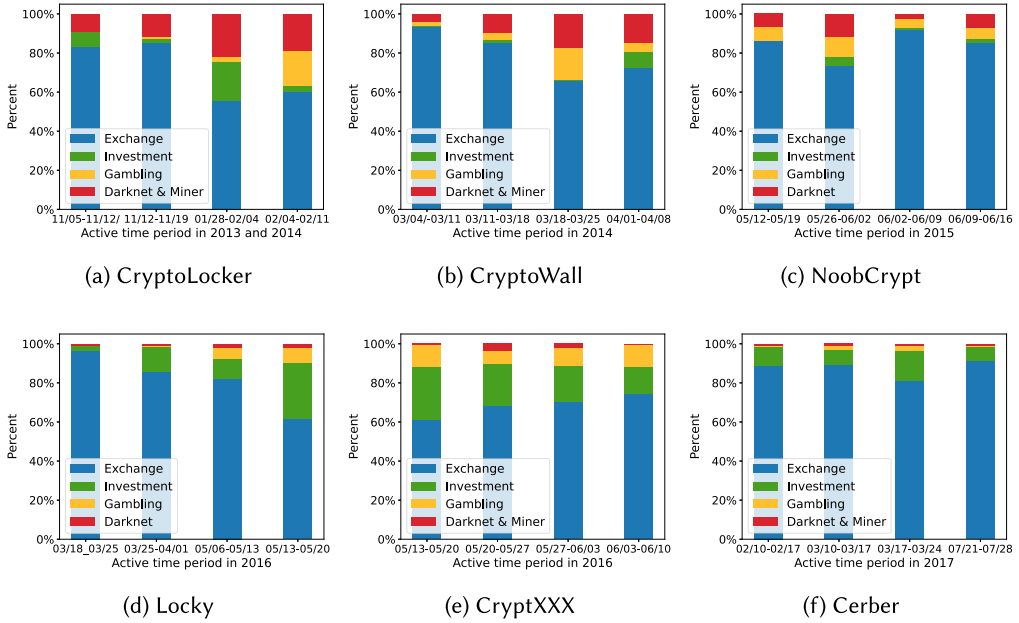 100%
80%
60%
40%
20%
0%
Percent
Exchange
Investment
Gambling
Darknet & Miner
11/05-11/12/ 11/12-11/19 01/28-02/04 02/04-02/11
Active time period in 2013 and 2014
(a) CryptoLocker
100%
80%
60%
40%
20%
0%
Percent
Exchange
Investment
Gambling
Darknet & Miner
03/04/-03/11 03/11-03/18 03/18-03/25 04/01-04/08
Active time period in 2014
(b) CryptoWall
100%
80%
60%
40%
20%
0%
Percent
Exchange
Investment
Gambling
Darknet
05/12-05/19 05/26-06/02 06/02-06/09 06/09-06/16
Active time period in 2015
(c) NoobCrypt
100%
80%
60%
40%
20%
0%
Percent
Exchange
Investment
Gambling
Darknet
03/18_03/25 03/25-04/01 05/06-05/13 05/13-05/20
Active time period in 2016
(d) Locky
100%
80%
60%
40%
20%
0%
Percent
Exchange
Investment
Gambling
Darknet & Miner
05/13-05/20 05/20-05/27 05/27-06/03 06/03-06/10
Active time period in 2016
(e) CryptXXX
100%
80%
60%
40%
20%
0%
Percent
Exchange
Investment
Gambling
Darknet & Miner
02/10-02/17 03/10-03/17 03/17-03/24 07/21-07/28
Active time period in 2017
(f) Cerber